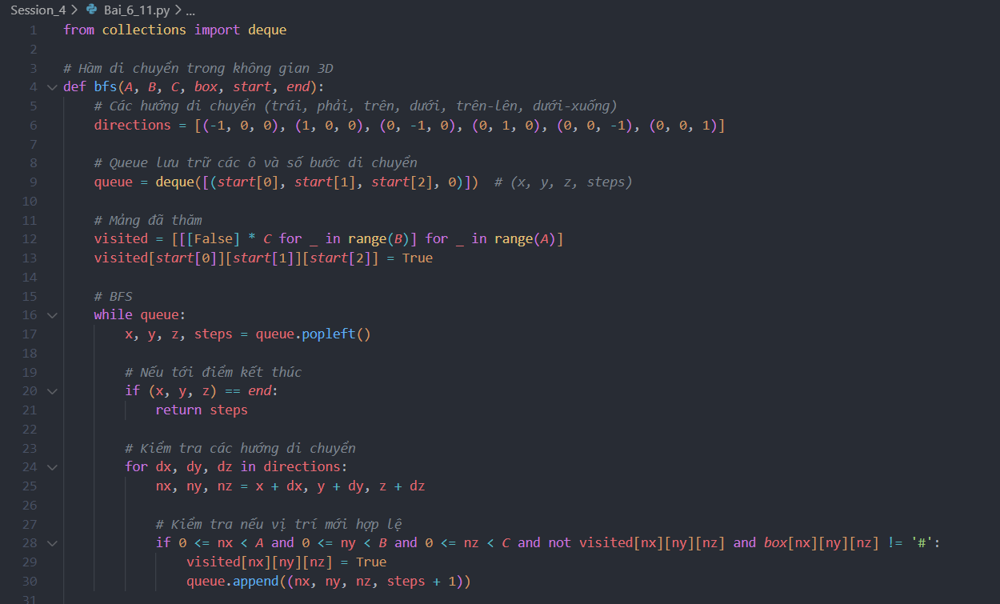 Session_4 > Bai_6_11.py > ...
1 from collections import deque
2
3 # Hàm di chuyển trong không gian 3D
4 def bfs(A, B, C, box, start, end):
5     # Các hướng di chuyển (trái, phải, trên, dưới, trên-lên, dưới-xuống)
6     directions = [(-1, 0, 0), (1, 0, 0), (0, -1, 0), (0, 1, 0), (0, 0, -1), (0, 0, 1)]
7
8     # Queue lưu trữ các ô và số bước di chuyển
9     queue = deque([(start[0], start[1], start[2], 0)])  # (x, y, z, steps)
10
11     # Mảng đã thăm
12     visited = [[[False] * C for _ in range(B)] for _ in range(A)]
13     visited[start[0]][start[1]][start[2]] = True
14
15     # BFS
16     while queue:
17         x, y, z, steps = queue.popleft()
18
19         # Nếu tới điểm kết thúc
20         if (x, y, z) == end:
21             return steps
22
23         # Kiểm tra các hướng di chuyển
24         for dx, dy, dz in directions:
25             nx, ny, nz = x + dx, y + dy, z + dz
26
27             # Kiểm tra nếu vị trí mới hợp lệ
28             if 0 <= nx < A and 0 <= ny < B and 0 <= nz < C and not visited[nx][ny][nz] and box[nx][ny][nz] != '#':
29                 visited[nx][ny][nz] = True
30                 queue.append((nx, ny, nz, steps + 1))
31